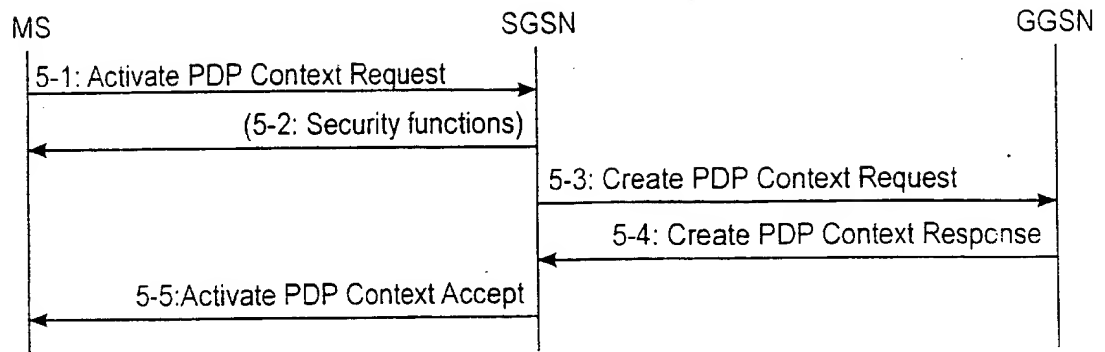 MS SGSN GGSN
5-1: Activate PDP Context Request
(5-2: Security functions)
5-3: Create PDP Context Request
5-4: Create PDP Context Response
5-5:Activate PDP Context Accept